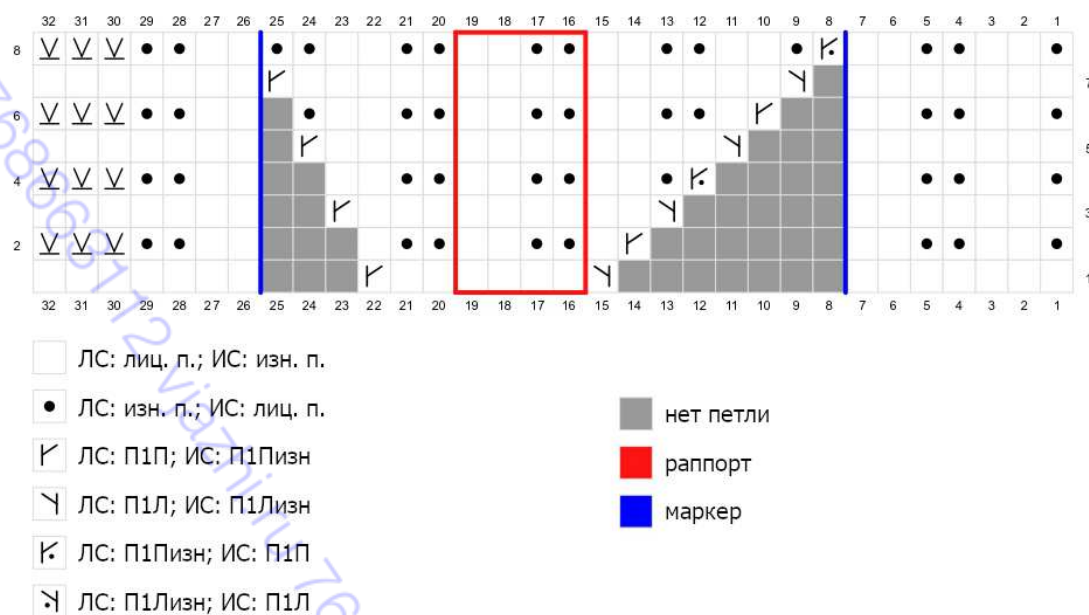 32 31 30 29 28 27 26 25 24 23 22 21 20 19 18 17 16 15 14 13 12 11 10 9 8 7 6 5 4 3 2 1
8
7
6
5
4
3
2
1
32 31 30 29 28 27 26 25 24 23 22 21 20 19 18 17 16 15 14 13 12 11 10 9 8 7 6 5 4 3 2 1
ЛС: лиц. п.; ИС: изн. п.
ЛС: изн. п.; ИС: лиц. п.
ЛС: П1П; ИС: П1Пизн
ЛС: П1Л; ИС: П1Лизн
ЛС: П1Пизн; ИС: П1П
ЛС: П1Лизн; ИС: П1Л
нет петли
раппорт
маркер